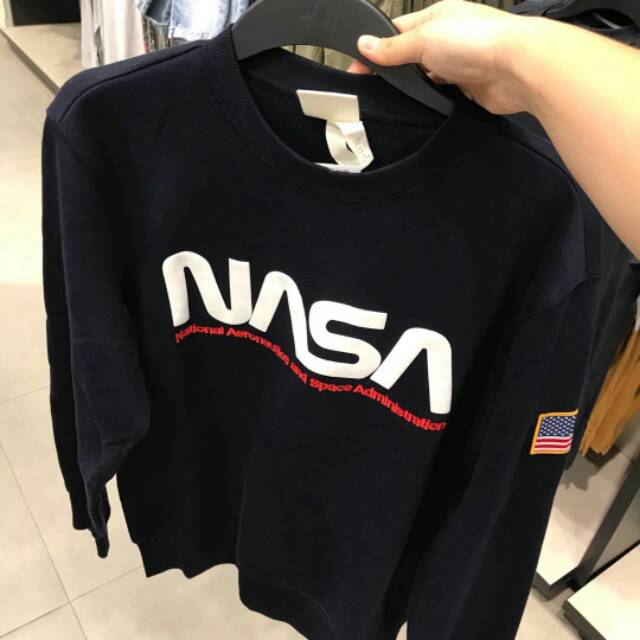 NASA
National Aeronautics and Space Administration